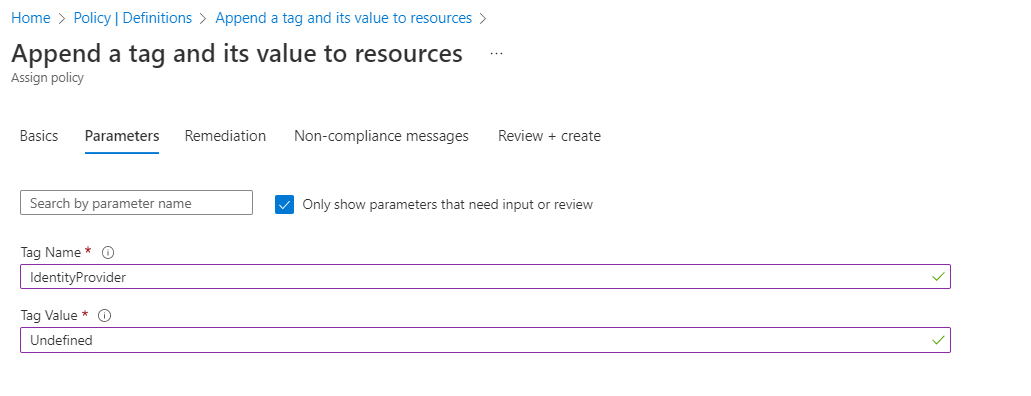 Home > Policy | Definitions > Append a tag and its value to resources >
Append a tag and its value to resources ...
Assign policy
Basics Parameters Remediation Non-compliance messages Review + create
Search by parameter name Only show parameters that need input or review
Tag Name *
IdentityProvider
Tag Value *
Undefined